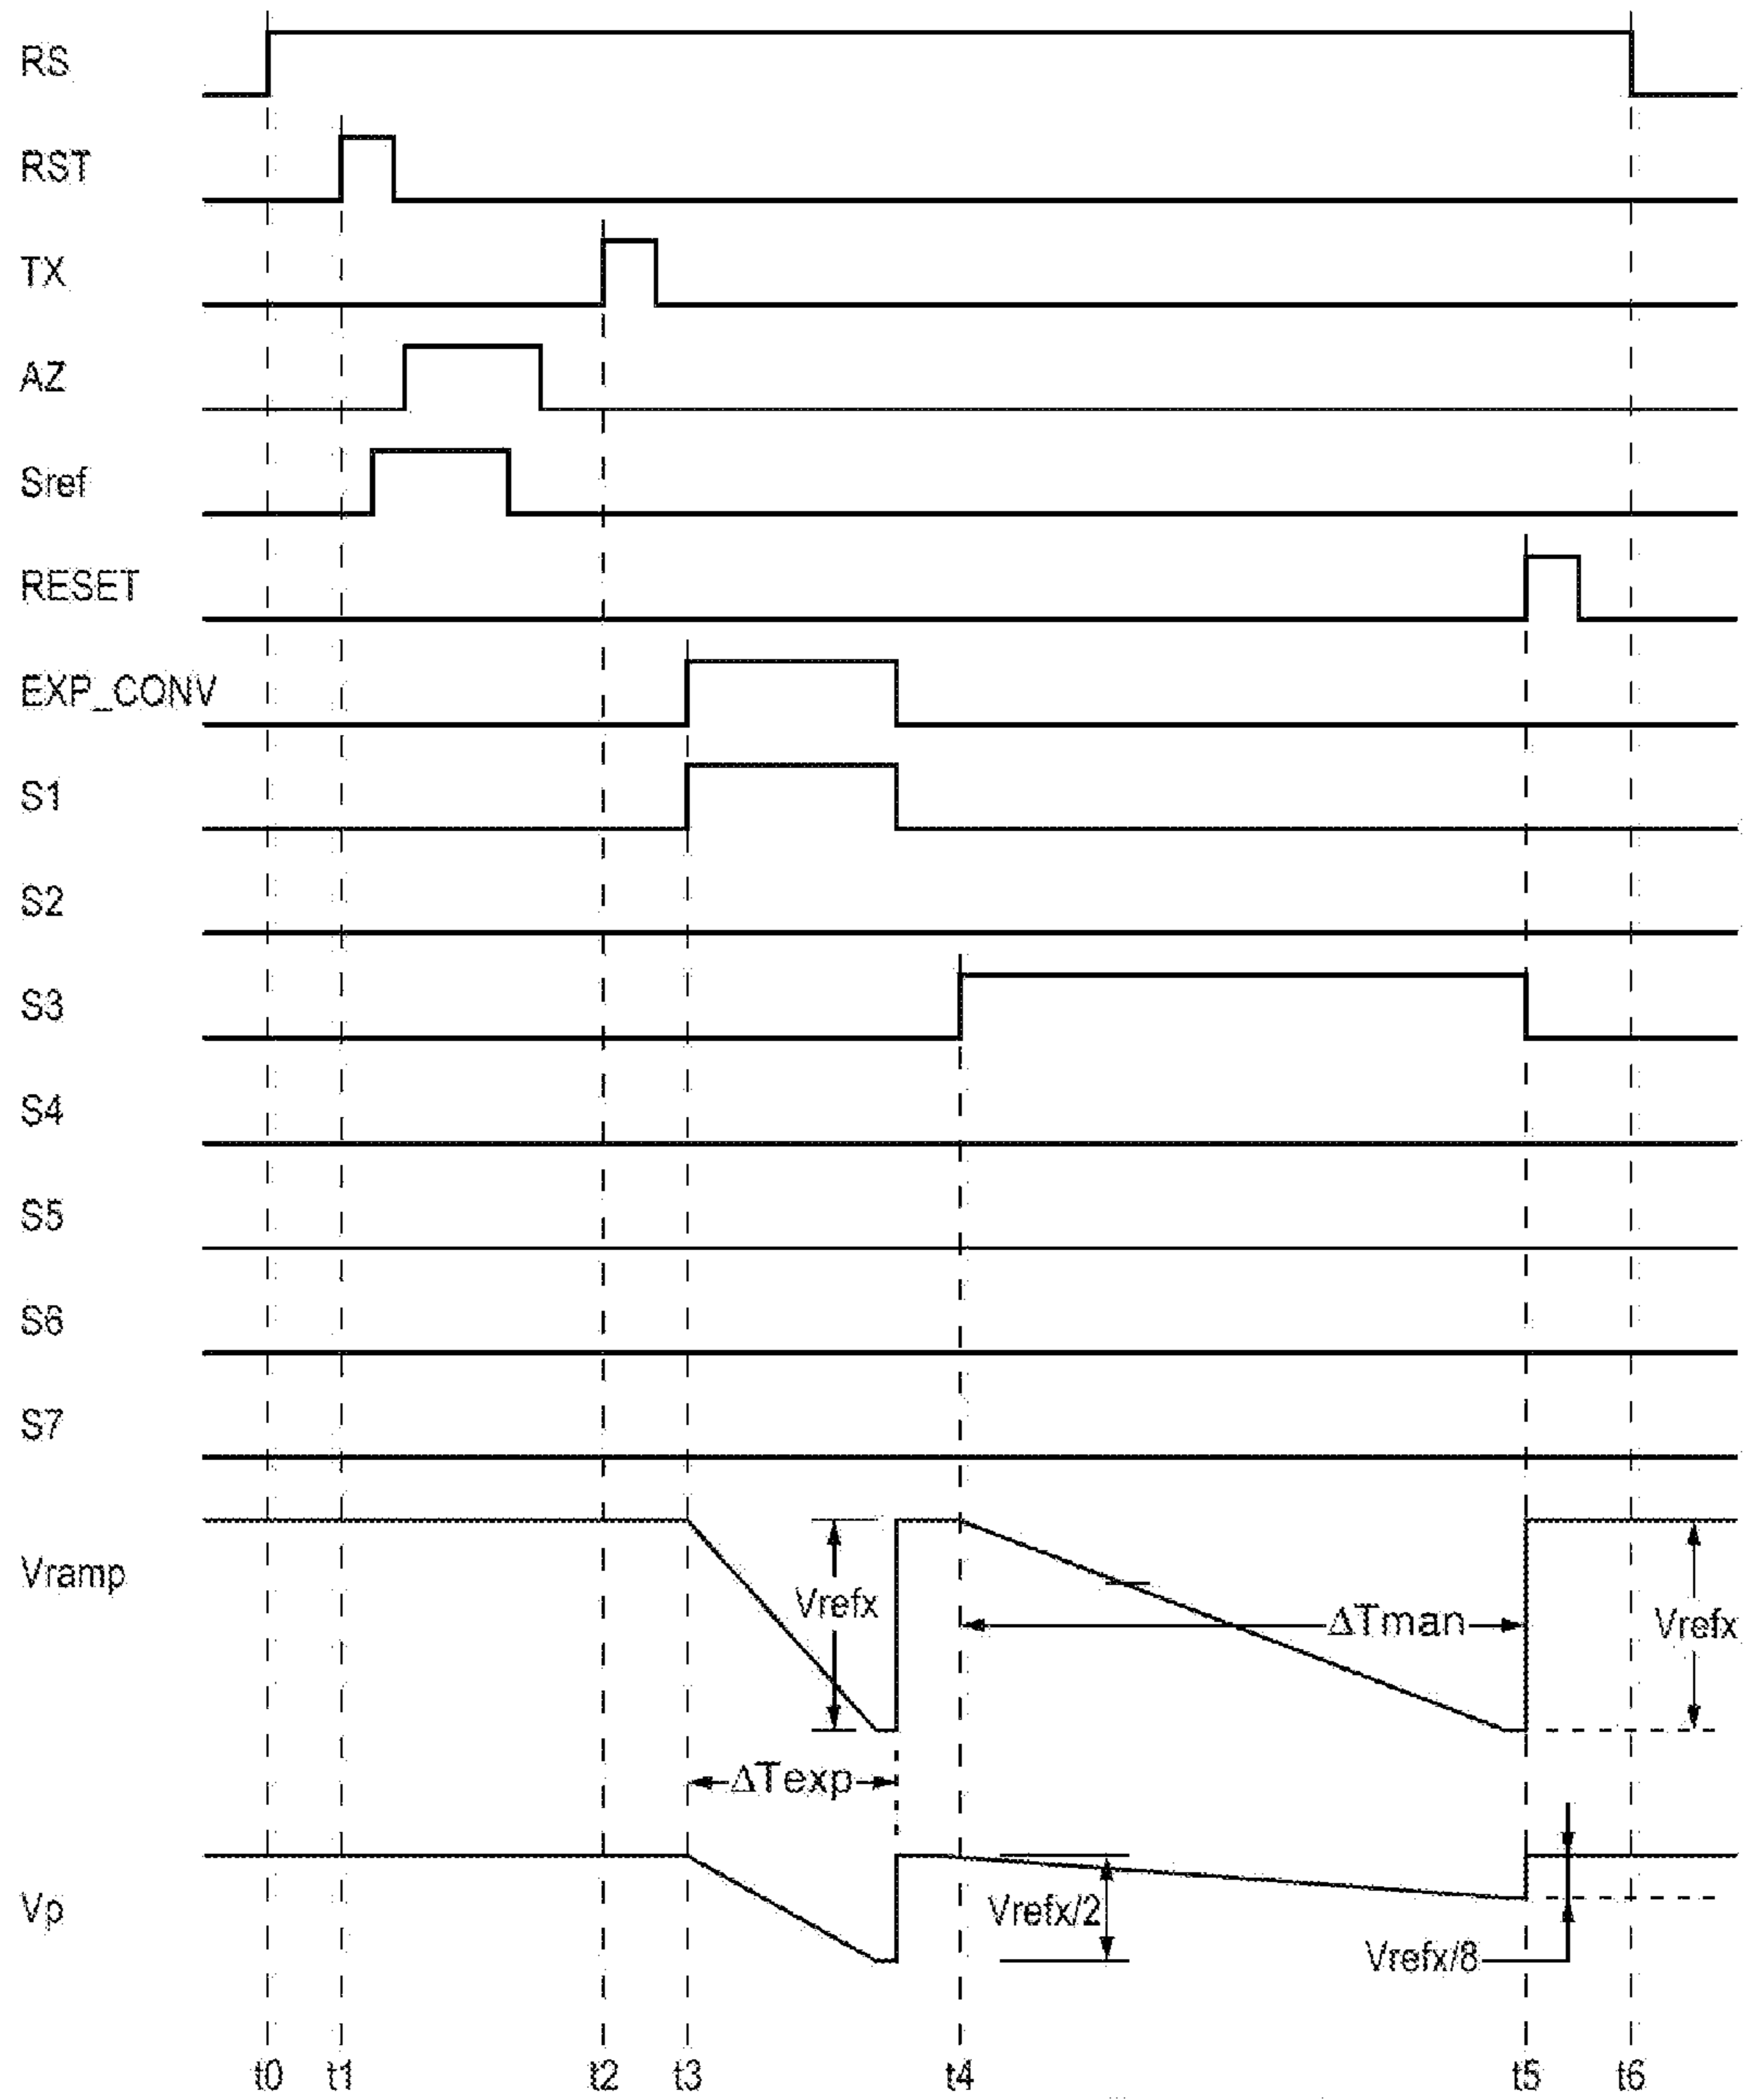 RS
RST
TX
AZ
Sref
RESET
EXP_CONV
S1
S2
S3
S4
S5
S6
S7
Vramp
Vrefx
ΔTman
Vrefx
ΔTexp
Vp
Vrefx/2
Vrefx/8
t0 t1 t2 t3 t4 t5 t6